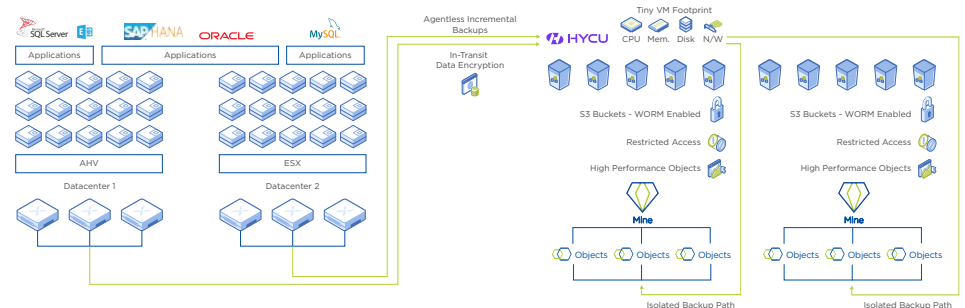 SQL Server
SAP HANA
ORACLE
MySQL
Applications
Applications
Applications
AHV
ESX
Datacenter 1
Datacenter 2
Agentless Incremental
Backups
In-Transit
Data Encryption
HYCU
Tiny VM Footprint
CPU
Mem.
Disk
N/W
S3 Buckets - WORM Enabled
Restricted Access
High Performance Objects
Mine
Objects
Objects
Objects
Isolated Backup Path
S3 Buckets - WORM Enabled
Restricted Access
High Performance Objects
Mine
Objects
Objects
Objects
Isolated Backup Path